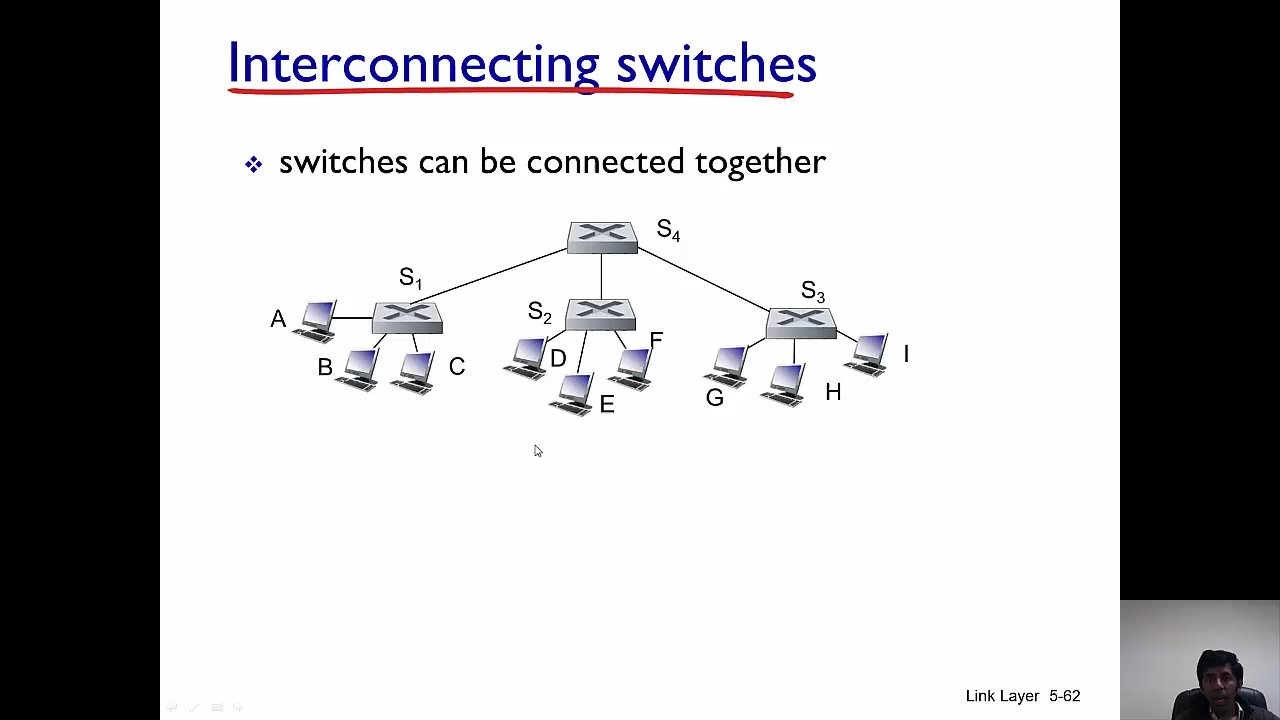 Interconnecting switches
switches can be connected together
S4
S1
S3
S2
A
F
I
D
B
C
H
G
E
Link Layer 5-62